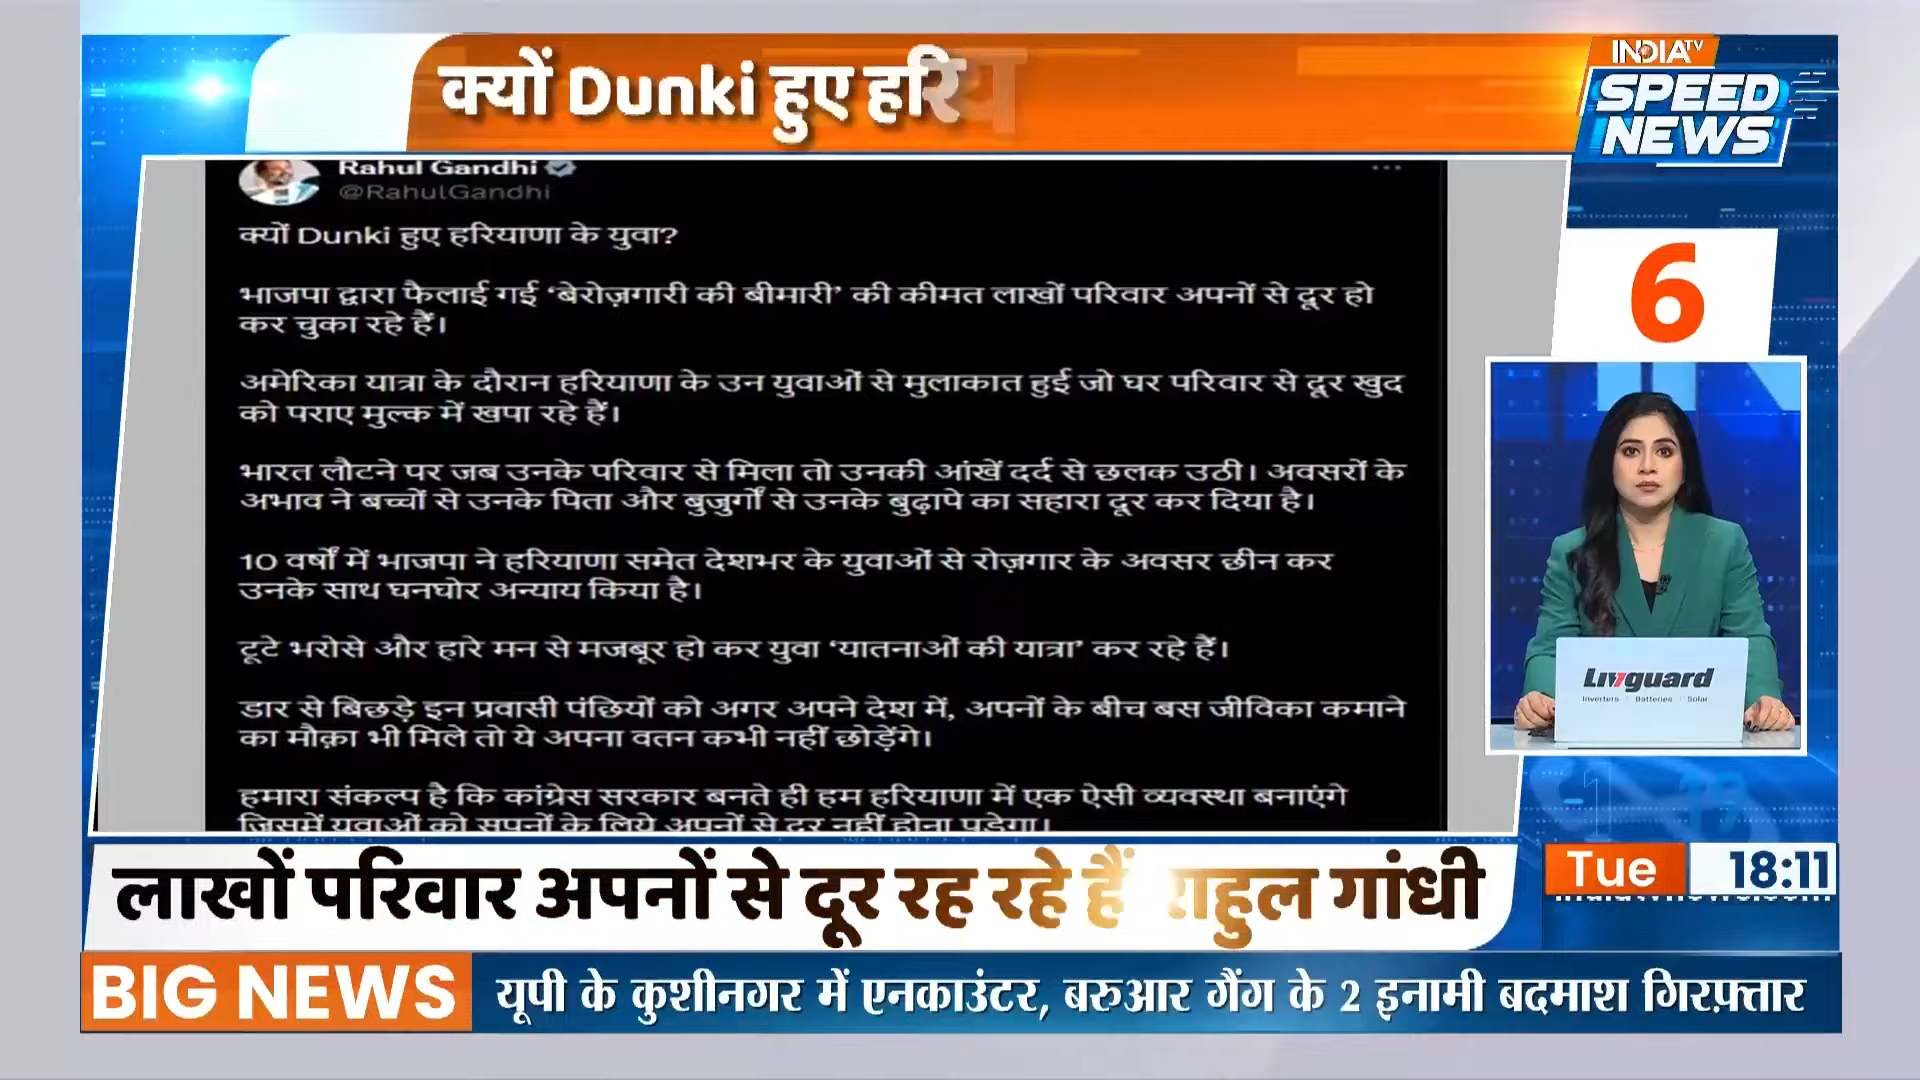 क्यों Dunki हुए हरिय
INDIA TV
SPEED
NEWS
Rahul Gandhi
@RahulGandhi
क्यों Dunki हुए हरियाणा के युवा?
भाजपा द्वारा फैलाई गई ‘बेरोज़गारी की बीमारी’ की कीमत लाखों परिवार अपनों से दूर हो
कर चुका रहे हैं।
अमेरिका यात्रा के दौरान हरियाणा के उन युवाओं से मुलाकात हुई जो घर परिवार से दूर खुद
को पराए मुल्क में खपा रहे हैं।
भारत लौटने पर जब उनके परिवार से मिला तो उनकी आंखें दर्द से छलक उठी। अवसरों के
अभाव ने बच्चों से उनके पिता और बुजुर्गों से उनके बुढ़ापे का सहारा दूर कर दिया है।
10 वर्षों में भाजपा ने हरियाणा समेत देशभर के युवाओं से रोज़गार के अवसर छीन कर
उनके साथ घनघोर अन्याय किया है।
टूटे भरोसे और हारे मन से मजबूर हो कर युवा ‘यातनाओं की यात्रा’ कर रहे हैं।
डार से बिछड़े इन प्रवासी पंछियों को अगर अपने देश में, अपनों के बीच बस जीविका कमाने
का मौक़ा भी मिले तो ये अपना वतन कभी नहीं छोड़ेंगे।
हमारा संकल्प है कि कांग्रेस सरकार बनते ही हम हरियाणा में एक ऐसी व्यवस्था बनाएंगे
जिसमें युवाओं को सपनों के लिये अपनों से दूर नहीं होना पड़ेगा।
6
Livguard
Inverters Batteries Solar
लाखों परिवार अपनों से दूर रह रहे हैं राहुल गांधी
Tue 18:11
BIG NEWS यूपी के कुशीनगर में एनकाउंटर, बरुआर गैंग के 2 इनामी बदमाश गिरफ़्तार